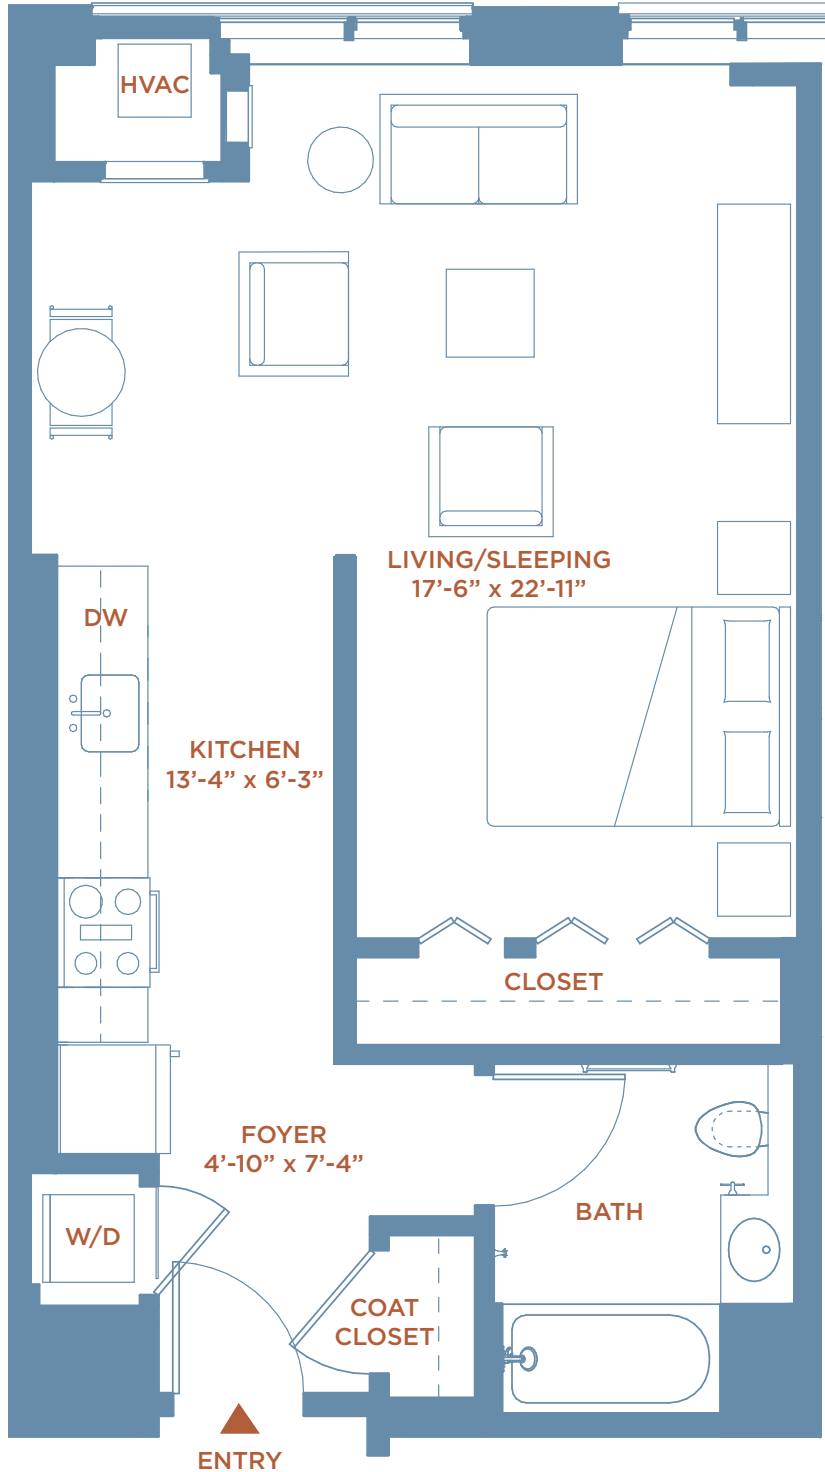 HVAC
LIVING/SLEEPING
17’-6” x 22’-11”
DW
KITCHEN
13’-4” x 6’-3”
CLOSET
FOYER
4’-10” x 7’-4”
BATH
W/D
COAT
CLOSET
ENTRY